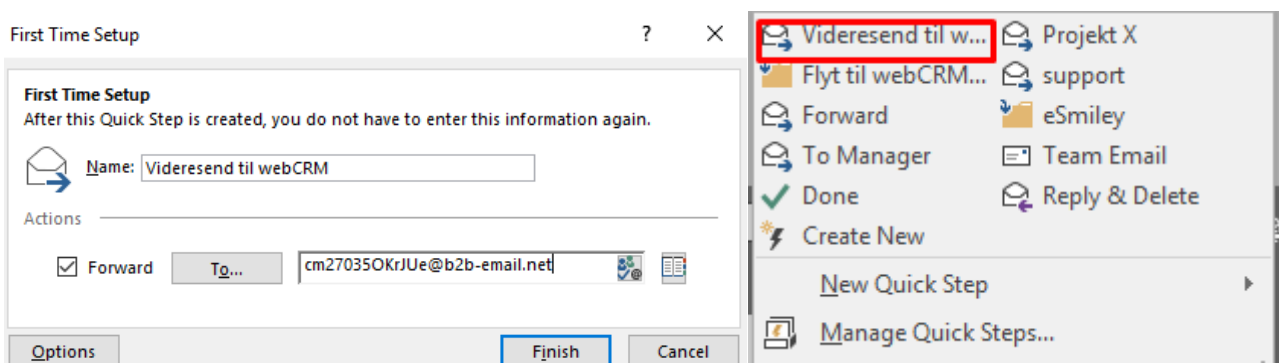 First Time Setup
?
First Time Setup
After this Quick Step is created, you do not have to enter this information again.
Name: Videresend til webCRM
Actions
Forward To... cm27035OKrJUe@b2b-email.net
Options Finish Cancel
Videresend til w... Projekt X
Flyt til webCRM... support
Forward eSmiley
To Manager Team Email
Done Reply & Delete
Create New
New Quick Step
Manage Quick Steps...